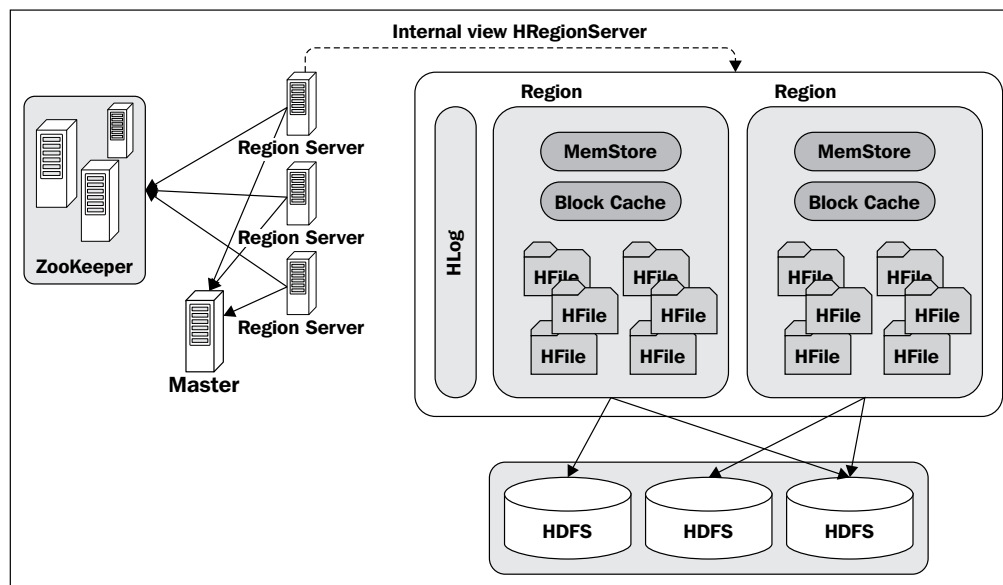 Internal view HRegionServer
ZooKeeper
Region Server
Region Server
Region Server
Master
HLog
Region
MemStore
Block Cache
HFile
HFile
HFile
HFile
HFile
HFile
Region
MemStore
Block Cache
HFile
HFile
HFile
HFile
HFile
HFile
HDFS
HDFS
HDFS